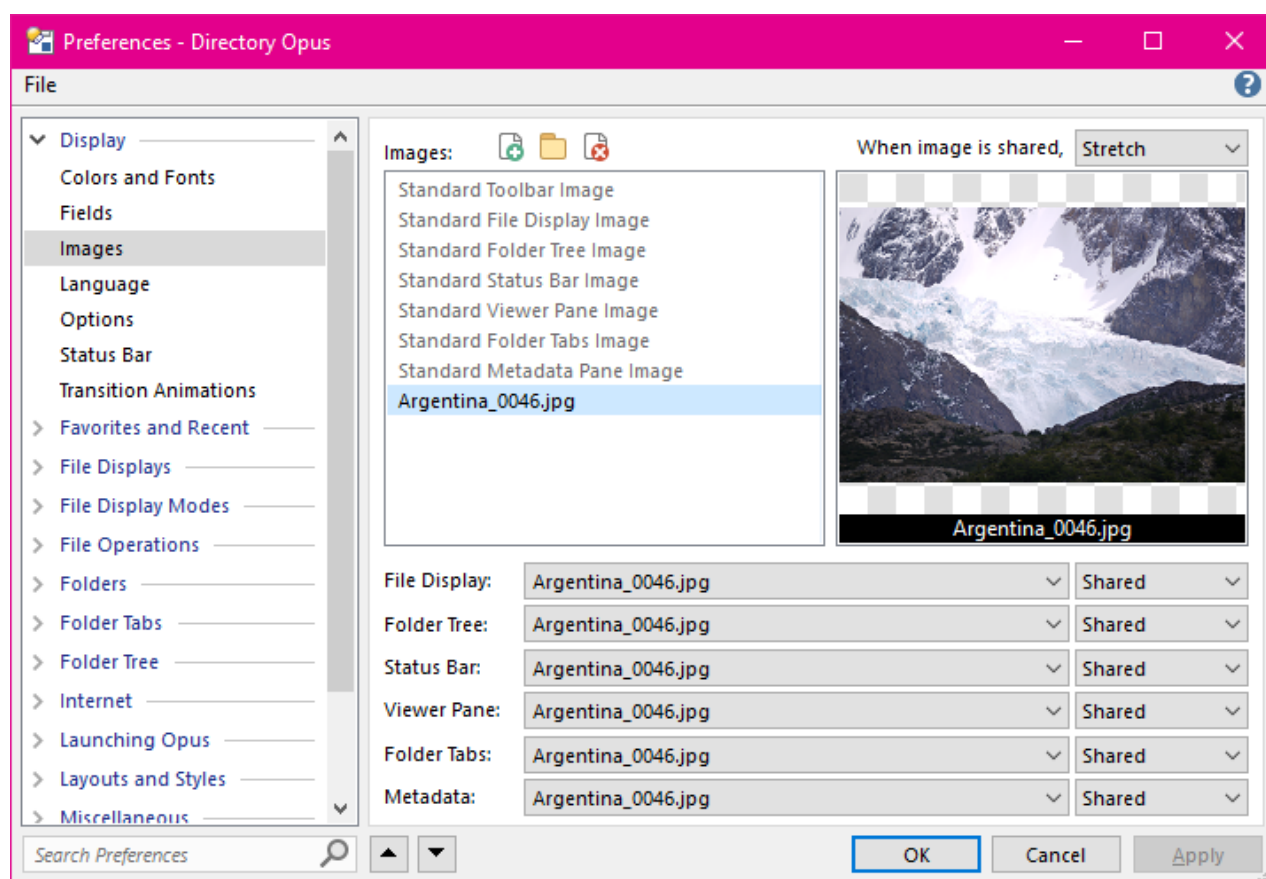 Preferences - Directory Opus
File
Display
Colors and Fonts
Fields
Images
Language
Options
Status Bar
Transition Animations
Favorites and Recent
File Displays
File Display Modes
File Operations
Folders
Folder Tabs
Folder Tree
Internet
Launching Opus
Layouts and Styles
Miscellaneous
Search Preferences
Images:
When image is shared, Stretch
Standard Toolbar Image
Standard File Display Image
Standard Folder Tree Image
Standard Status Bar Image
Standard Viewer Pane Image
Standard Folder Tabs Image
Standard Metadata Pane Image
Argentina_0046.jpg
Argentina_0046.jpg
File Display: Argentina_0046.jpg Shared
Folder Tree: Argentina_0046.jpg Shared
Status Bar: Argentina_0046.jpg Shared
Viewer Pane: Argentina_0046.jpg Shared
Folder Tabs: Argentina_0046.jpg Shared
Metadata: Argentina_0046.jpg Shared
OK Cancel Apply